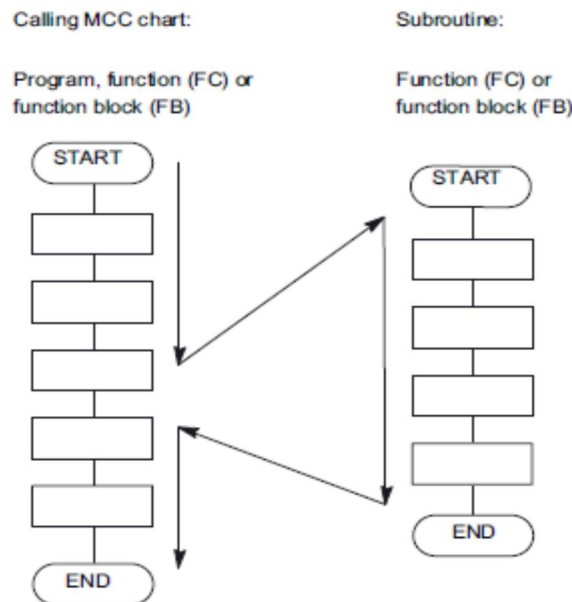 Calling MCC chart:
Program, function (FC) or
function block (FB)
START
END
Subroutine:
Function (FC) or
function block (FB)
START
END